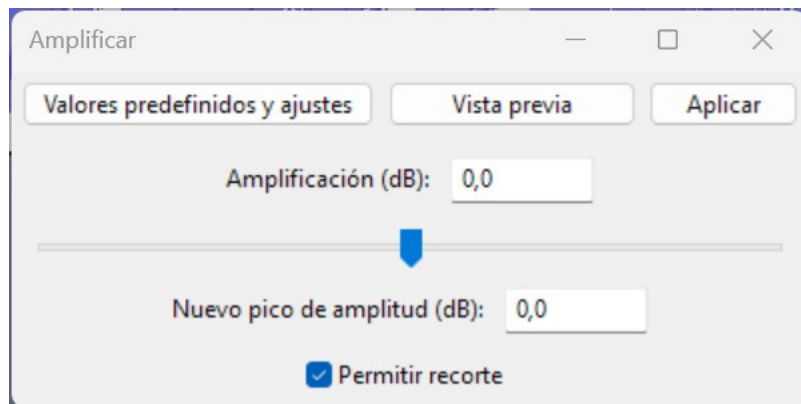 Amplificar
Valores predefinidos y ajustes Vista previa Aplicar
Amplificación (dB): 0,0
Nuevo pico de amplitud (dB): 0,0
Permitir recorte